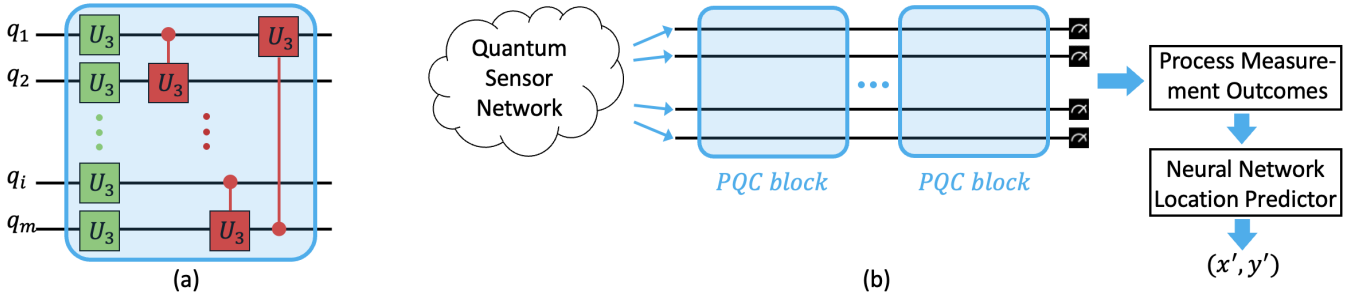 q₁
U₃
U₃
q₂
U₃
U₃
qᵢ
U₃
qₘ
U₃
U₃
(a)
Quantum
Sensor
Network
PQC block
PQC block
(b)
Process Measure-
ment Outcomes
Neural Network
Location Predictor
(x′, y′)